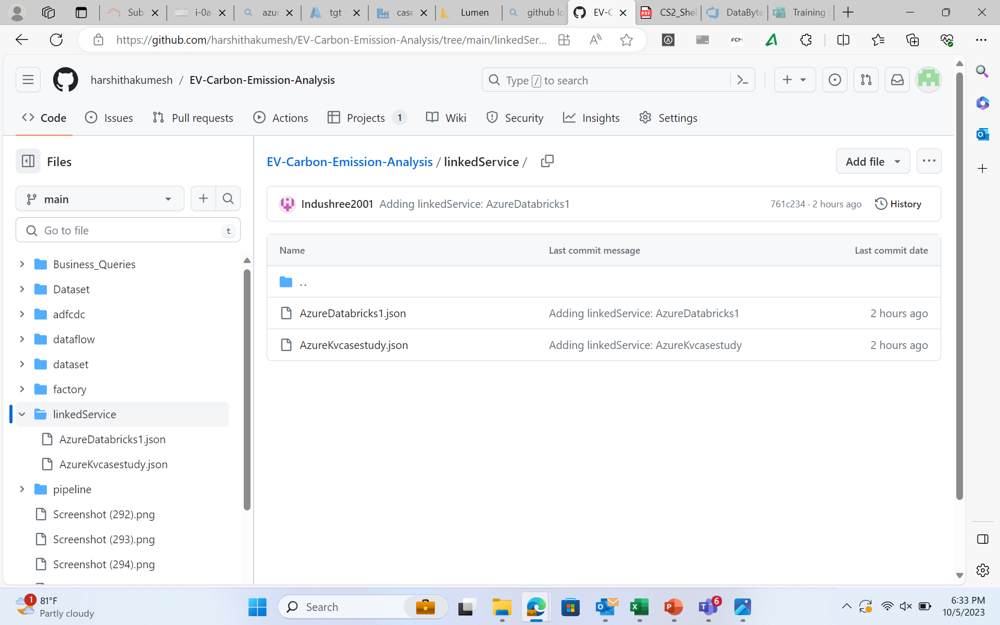 Sub
i-0a
azur
tgt -
case
Lumen
github lo
EV-C
PDF
CS2_Shel
DataByte
Training S
https://github.com/harshithakumesh/EV-Carbon-Emission-Analysis/tree/main/linkedSer...
FCM
harshithakumesh / EV-Carbon-Emission-Analysis
Type / to search
Code
Issues
Pull requests
Actions
Projects 1
Wiki
Security
Insights
Settings
Files
main
Go to file
t
Business_Queries
Dataset
adfcdc
dataflow
dataset
factory
linkedService
AzureDatabricks1.json
AzureKvcasestudy.json
pipeline
Screenshot (292).png
Screenshot (293).png
Screenshot (294).png
EV-Carbon-Emission-Analysis / linkedService /
Add file
Indushree2001 Adding linkedService: AzureDatabricks1
761c234 · 2 hours ago
History
Name Last commit message Last commit date
..
AzureDatabricks1.json Adding linkedService: AzureDatabricks1 2 hours ago
AzureKvcasestudy.json Adding linkedService: AzureKvcasestudy 2 hours ago
1
81°F
Partly cloudy
Search
6
6:33 PM
10/5/2023